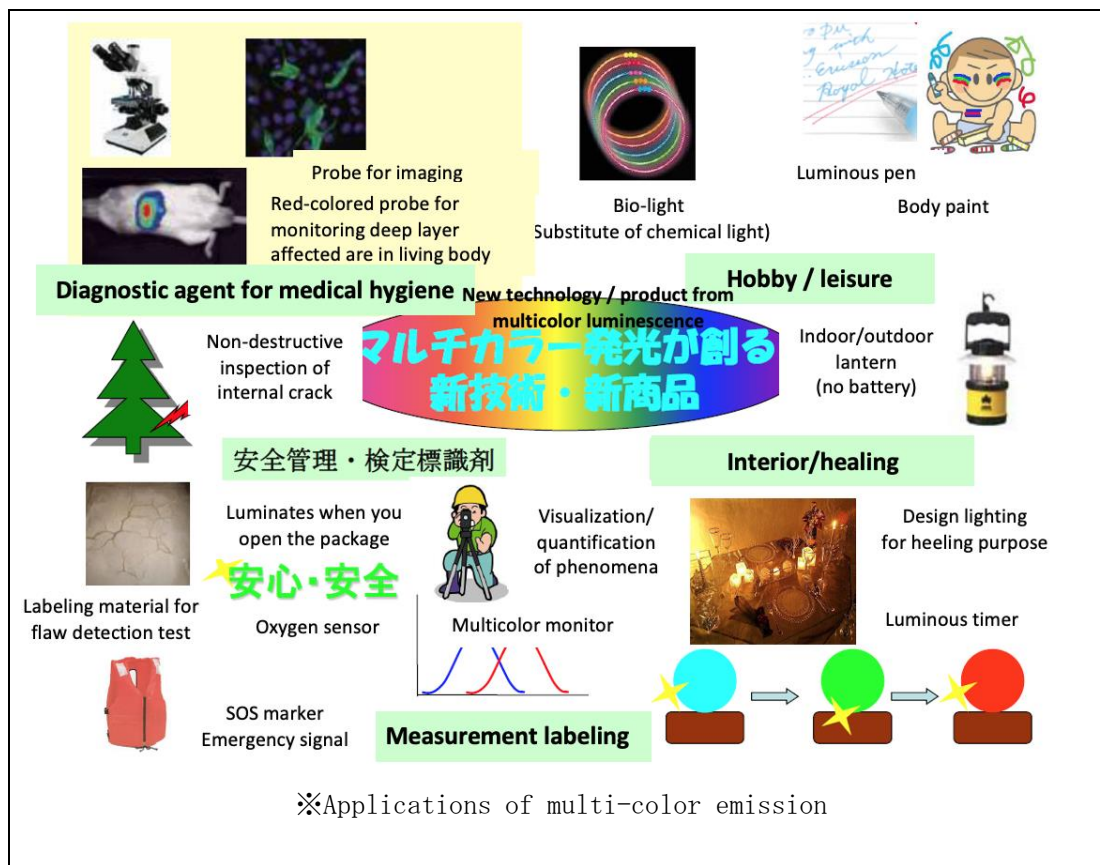 Probe for imaging
Red-colored probe for
monitoring deep layer
affected are in living body
Diagnostic agent for medical hygiene
Bio-light
(Substitute of chemical light)
Luminous pen
Body paint
Hobby / leisure
New technology / product from
multicolor luminescence
マルチカラー発光が創る
新技術・新商品
Non-destructive
inspection of
internal crack
Indoor/outdoor
lantern
(no battery)
安全管理・検定標識剤
Interior/healing
Luminates when you
open the package
安心・安全
Oxygen sensor
Visualization/
quantification
of phenomena
Multicolor monitor
Design lighting
for heeling purpose
Luminous timer
Labeling material for
flaw detection test
SOS marker
Emergency signal
Measurement labeling
※Applications of multi-color emission